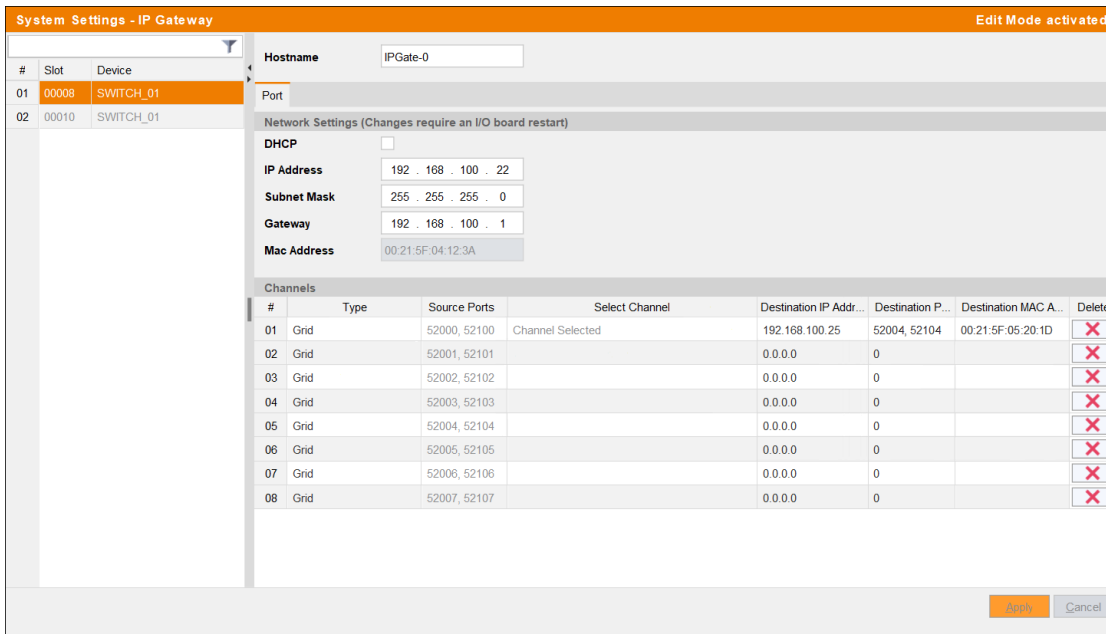 System Settings - IP Gateway Edit Mode activated
Hostname IPGate-0
# Slot Device
01 00008 SWITCH_01
02 00010 SWITCH_01
Port
Network Settings (Changes require an I/O board restart)
DHCP
IP Address 192 . 168 . 100 . 22
Subnet Mask 255 . 255 . 255 . 0
Gateway 192 . 168 . 100 . 1
Mac Address 00:21:5F:04:12:3A
Channels
# Type Source Ports Select Channel Destination IP Addr... Destination P... Destination MAC A... Delete
01 Grid 52000, 52100 Channel Selected 192.168.100.25 52004, 52104 00:21:5F:05:20:1D
02 Grid 52001, 52101 0.0.0.0 0
03 Grid 52002, 52102 0.0.0.0 0
04 Grid 52003, 52103 0.0.0.0 0
05 Grid 52004, 52104 0.0.0.0 0
06 Grid 52005, 52105 0.0.0.0 0
07 Grid 52006, 52106 0.0.0.0 0
08 Grid 52007, 52107 0.0.0.0 0
Apply Cancel